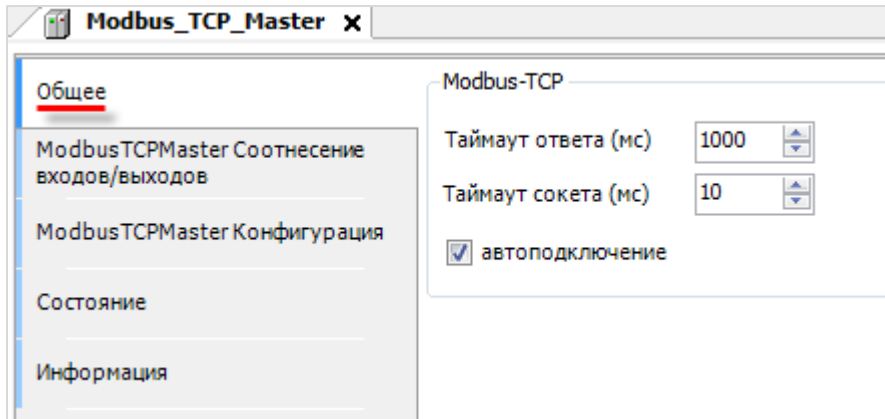 Modbus_TCP_Master
Общее
ModbusTCPMaster Соотнесение
входов/выходов
ModbusTCPMaster Конфигурация
Состояние
Информация
Modbus-TCP
Таймаут ответа (мс) 1000
Таймаут сокета (мс) 10
автоподключение